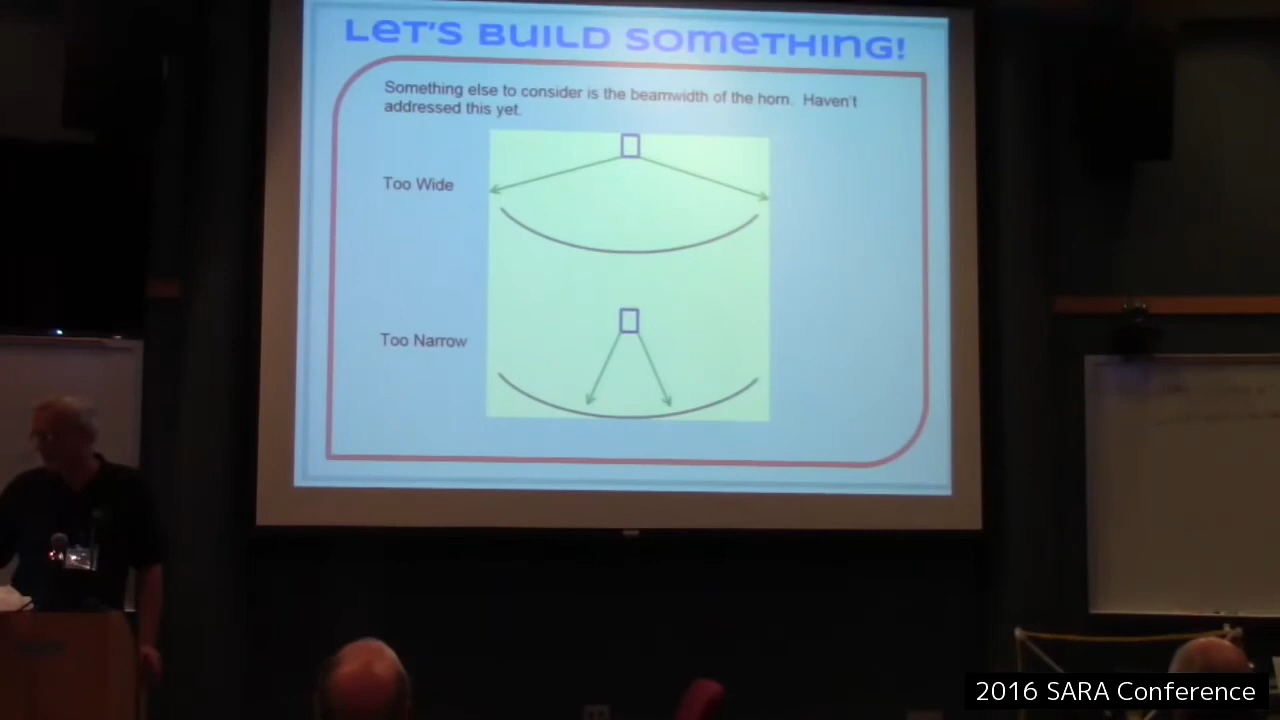 LET'S BUILD SOMETHING!
Something else to consider is the beamwidth of the horn. Haven't
addressed this yet.
Too Wide
Too Narrow
2016 SARA Conference